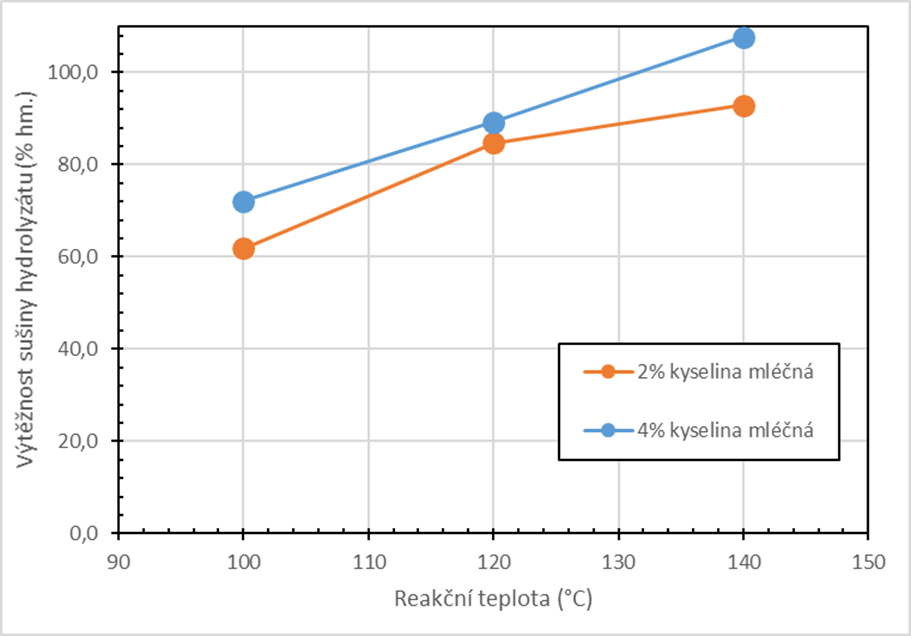 Výtěžnost sušiny hydrolyzátu (% hm.)
100,0
80,0
60,0
40,0
20,0
0,0
2% kyselina mléčná
4% kyselina mléčná
90 100 110 120 130 140 150
Reakční teplota (°C)